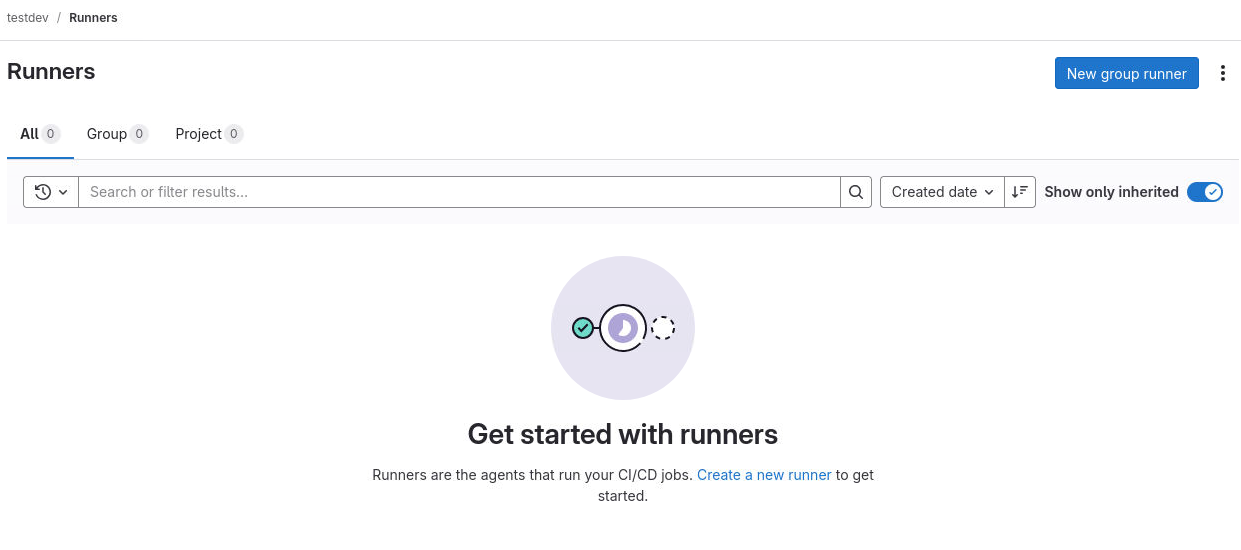 testdev / Runners
Runners
New group runner
All 0 Group 0 Project 0
Search or filter results... Created date Show only inherited
Get started with runners
Runners are the agents that run your CI/CD jobs. Create a new runner to get
started.